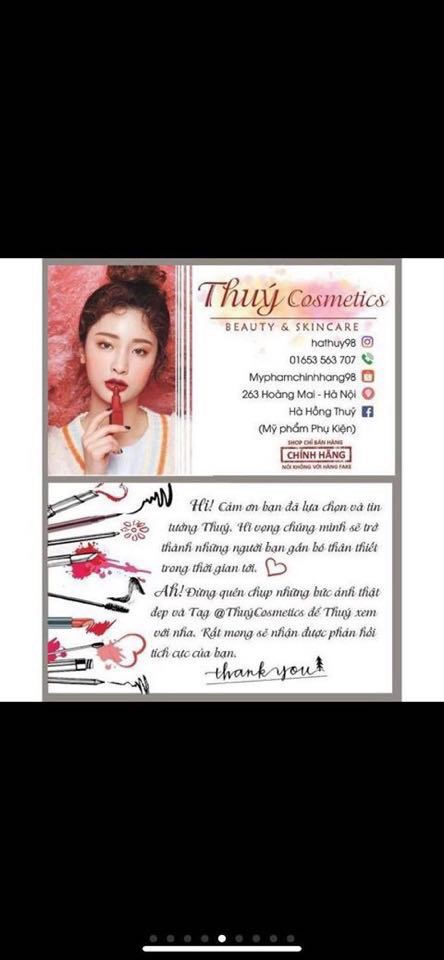 Thuý Cosmetics
BEAUTY & SKINCARE
hathuy98
01653 563 707
Myphamchinhhang98
263 Hoàng Mai - Hà Nội
Hà Hồng Thuý
(Mỹ phẩm Phụ Kiện)
SHOP CHỈ BÁN HÀNG
CHÍNH HÃNG
NÓI KHÔNG VỚI HÀNG FAKE
Hi! Cảm ơn bạn đã lựa chọn và tin
tưởng Thuý. Hi vọng chúng mình sẽ trở
thành những người bạn gắn bó thân thiết
trong thời gian tới.
Ah! Đừng quên chụp những bức ảnh thật
đẹp và Tag @ThuýCosmetics để Thuý xem
với nha. Rất mong sẽ nhận được phản hồi
tích cực của bạn.
thank you